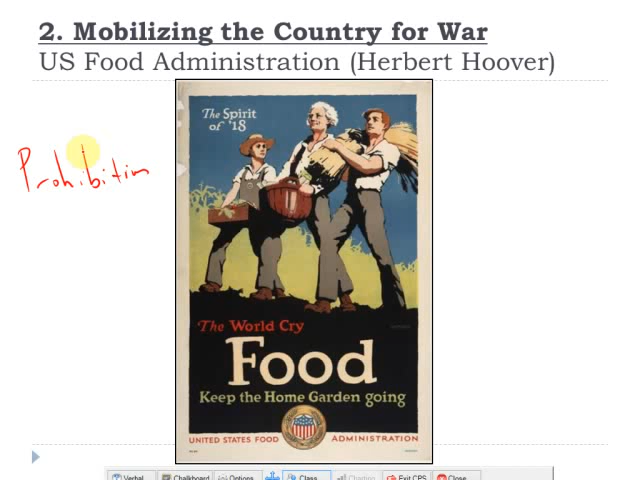 2. Mobilizing the Country for War
US Food Administration (Herbert Hoover)
The Spirit
of '18
Prohibition
The World Cry
Food
Keep the Home Garden going
UNITED STATES FOOD ADMINISTRATION
Verbal Chalkboard Options Class Charting Exit CPS Close